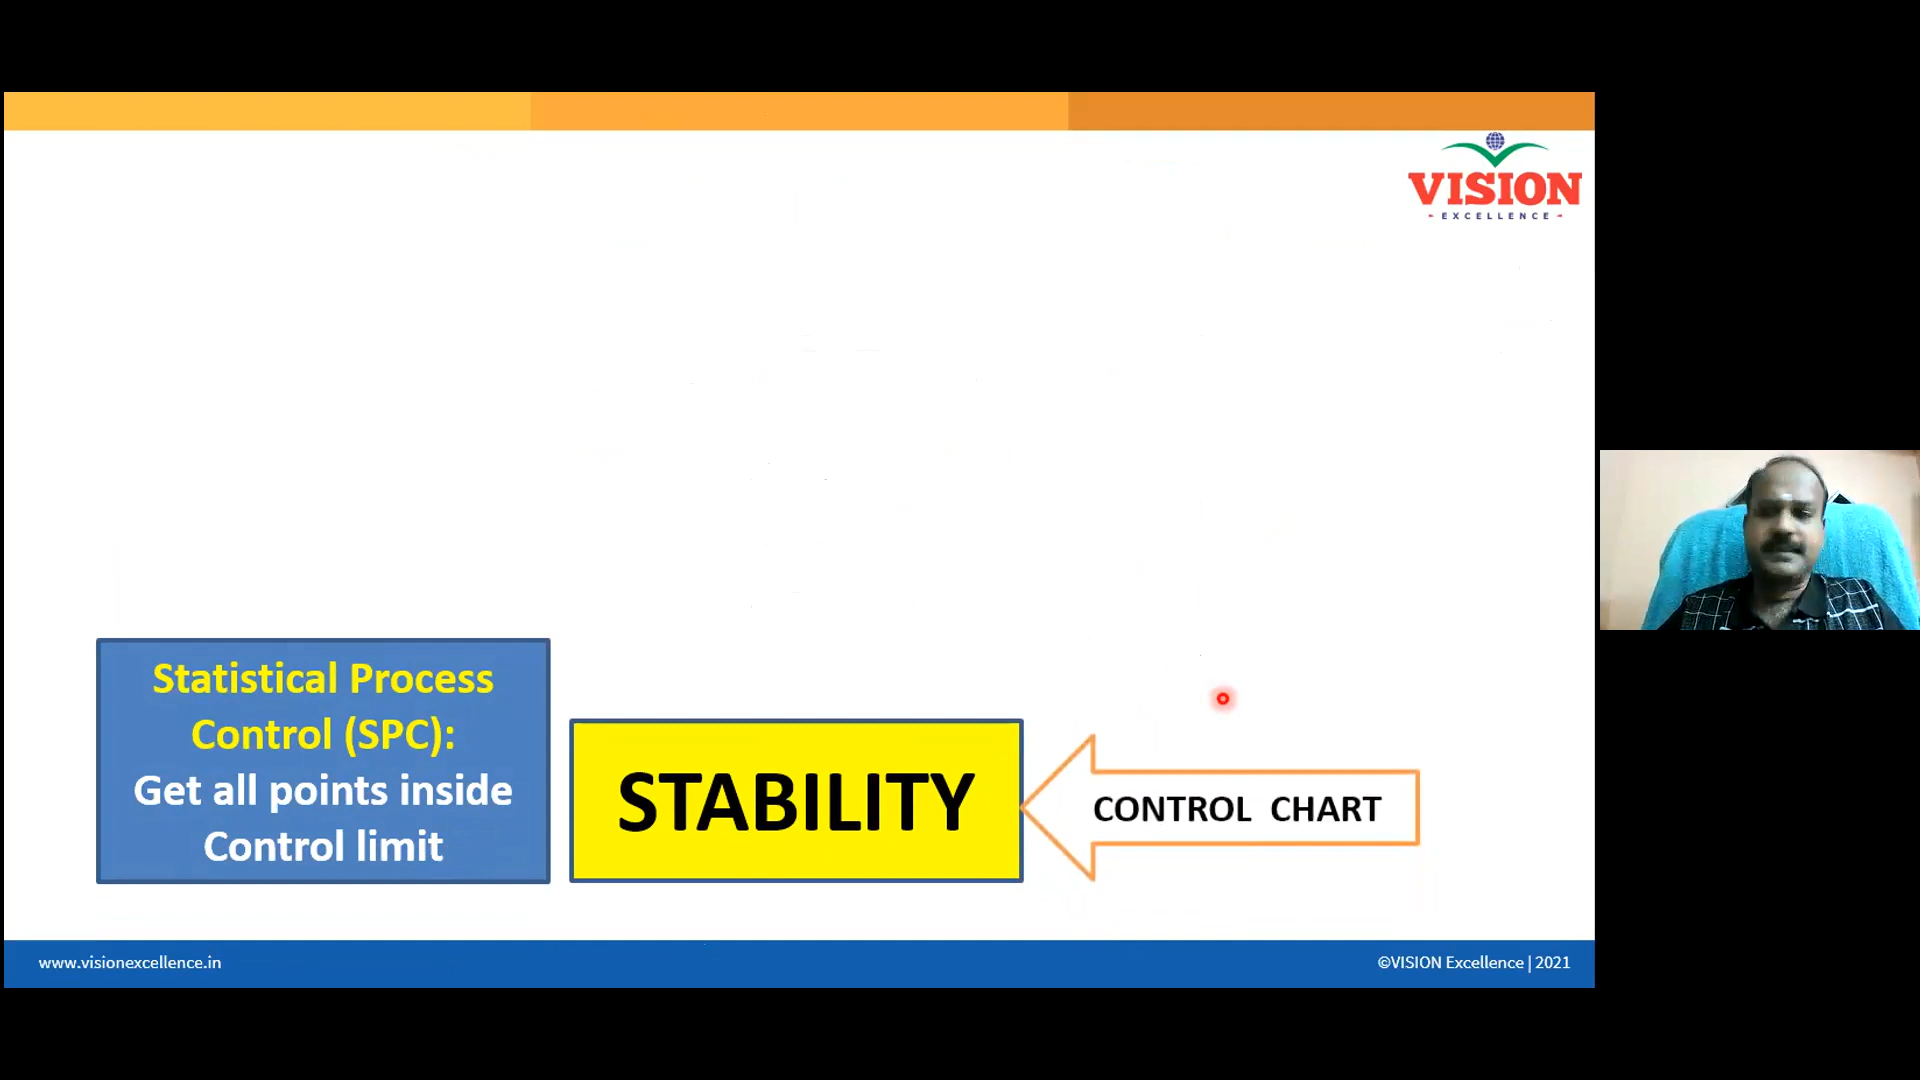 VISION
EXCELLENCE
Statistical Process
Control (SPC):
Get all points inside
Control limit
STABILITY
CONTROL CHART
www.visionexcellence.in
©VISION Excellence | 2021